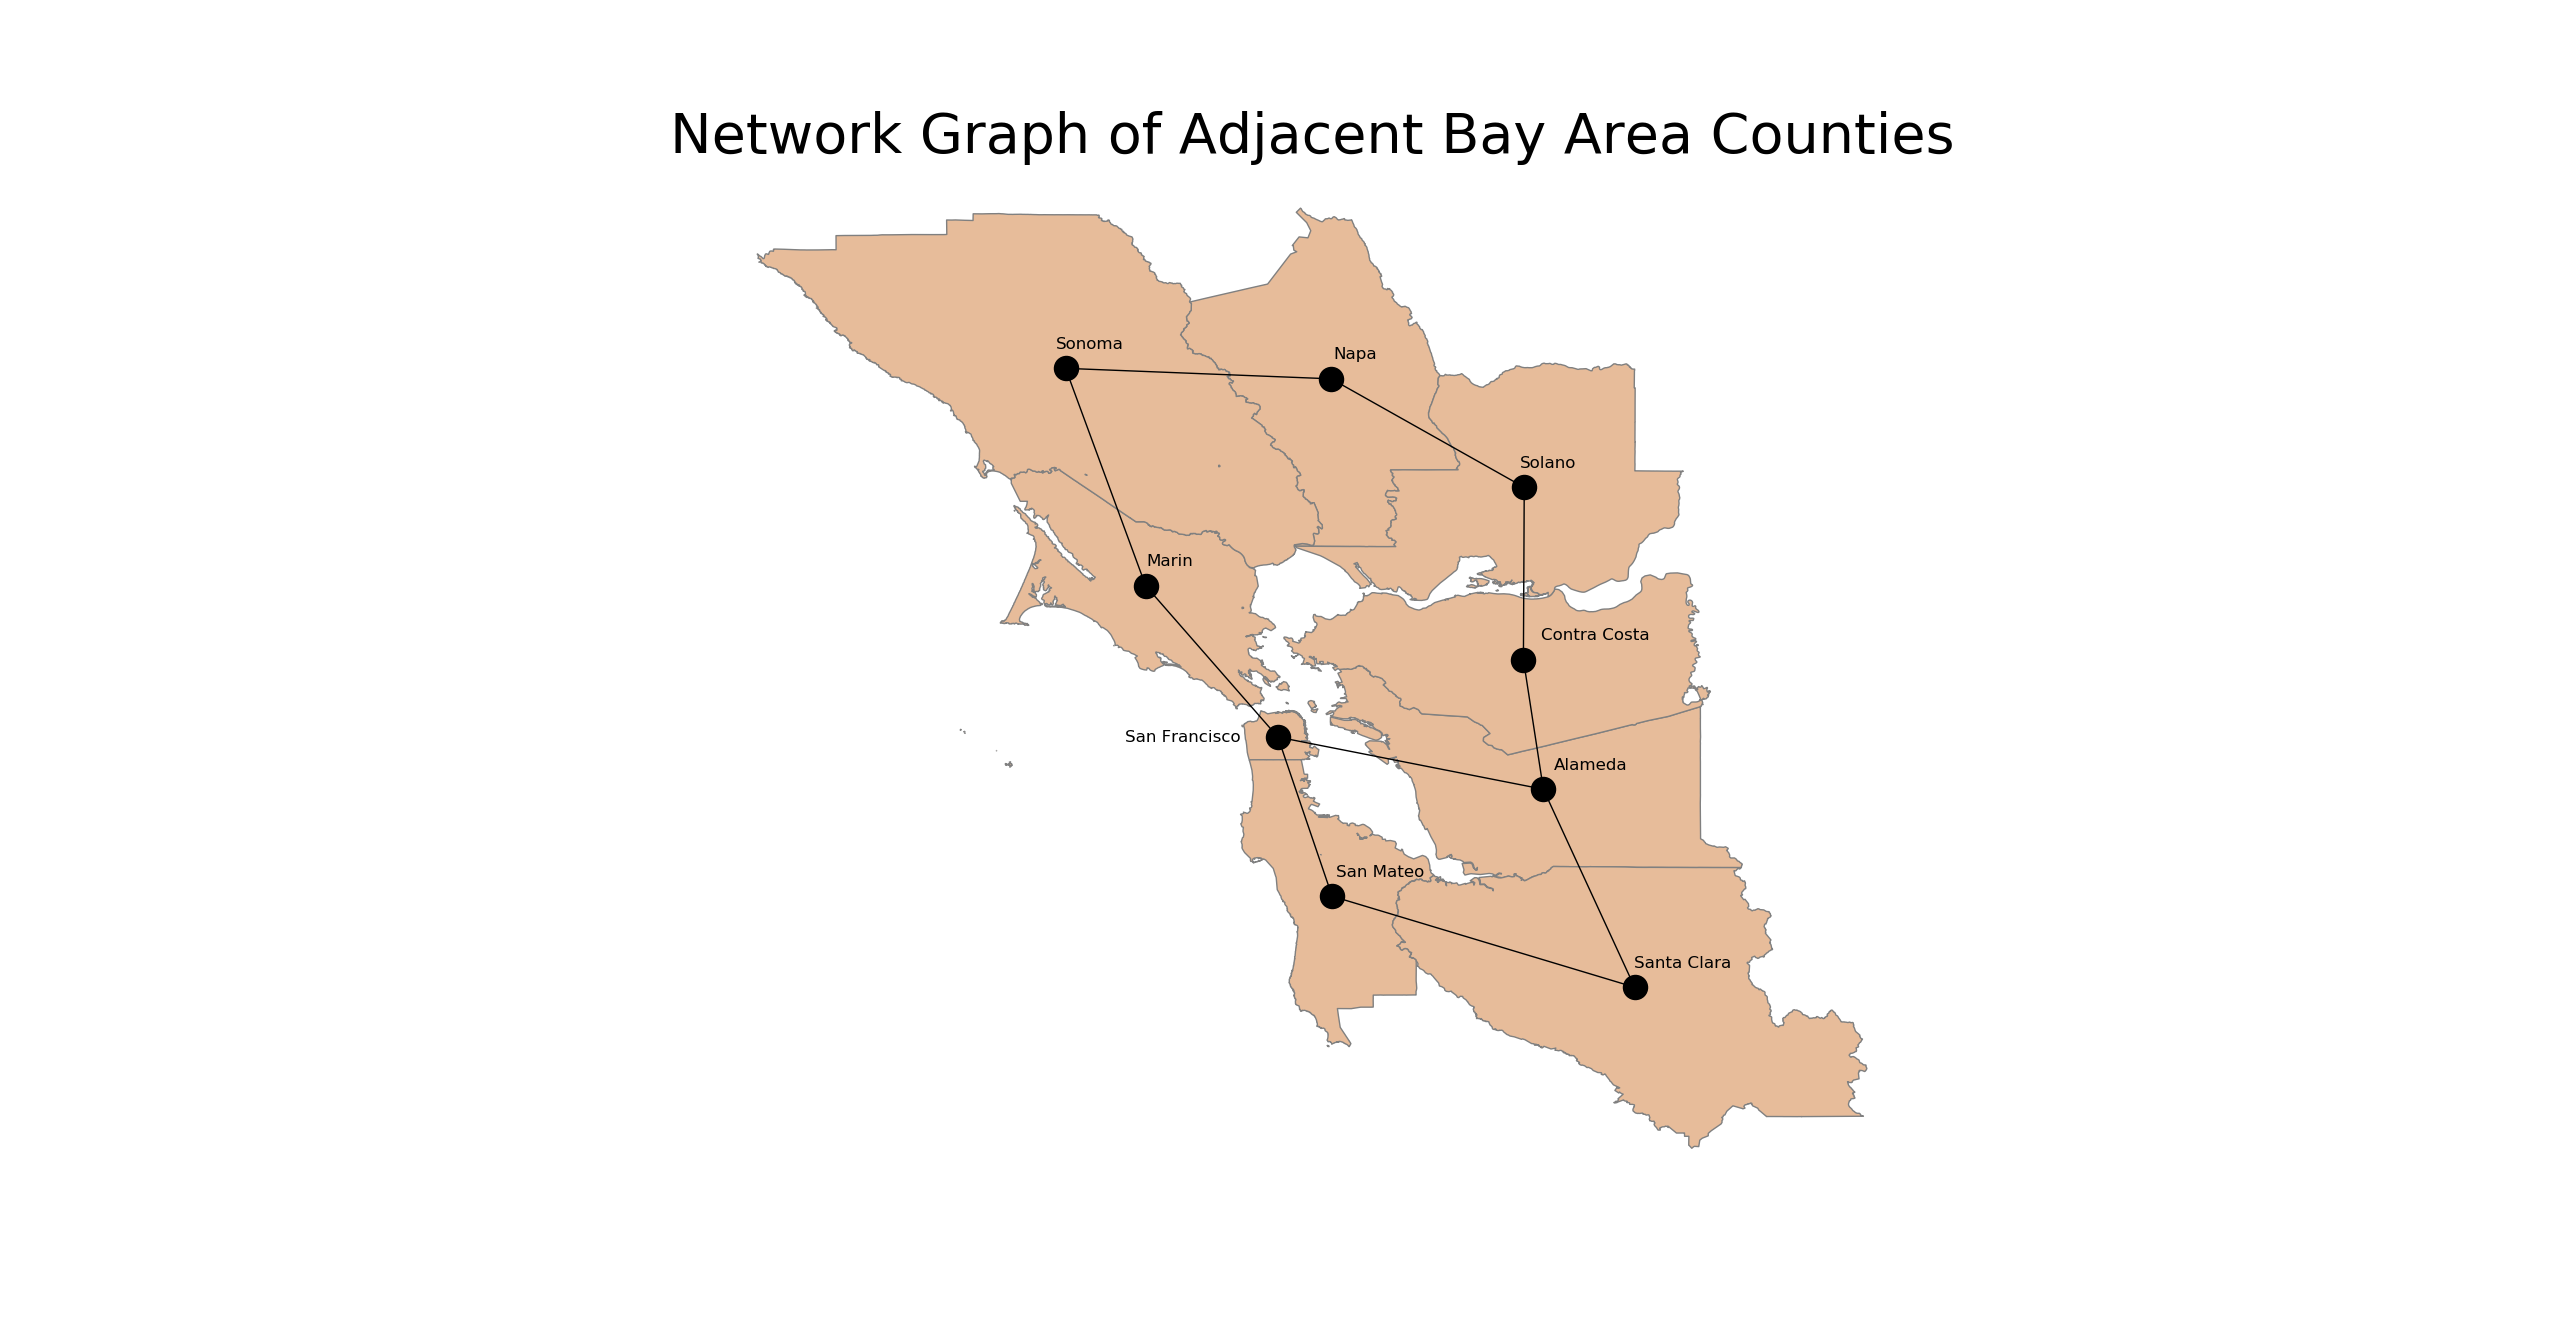 Network Graph of Adjacent Bay Area Counties
Sonoma
Napa
Solano
Marin
Contra Costa
San Francisco
Alameda
San Mateo
Santa Clara